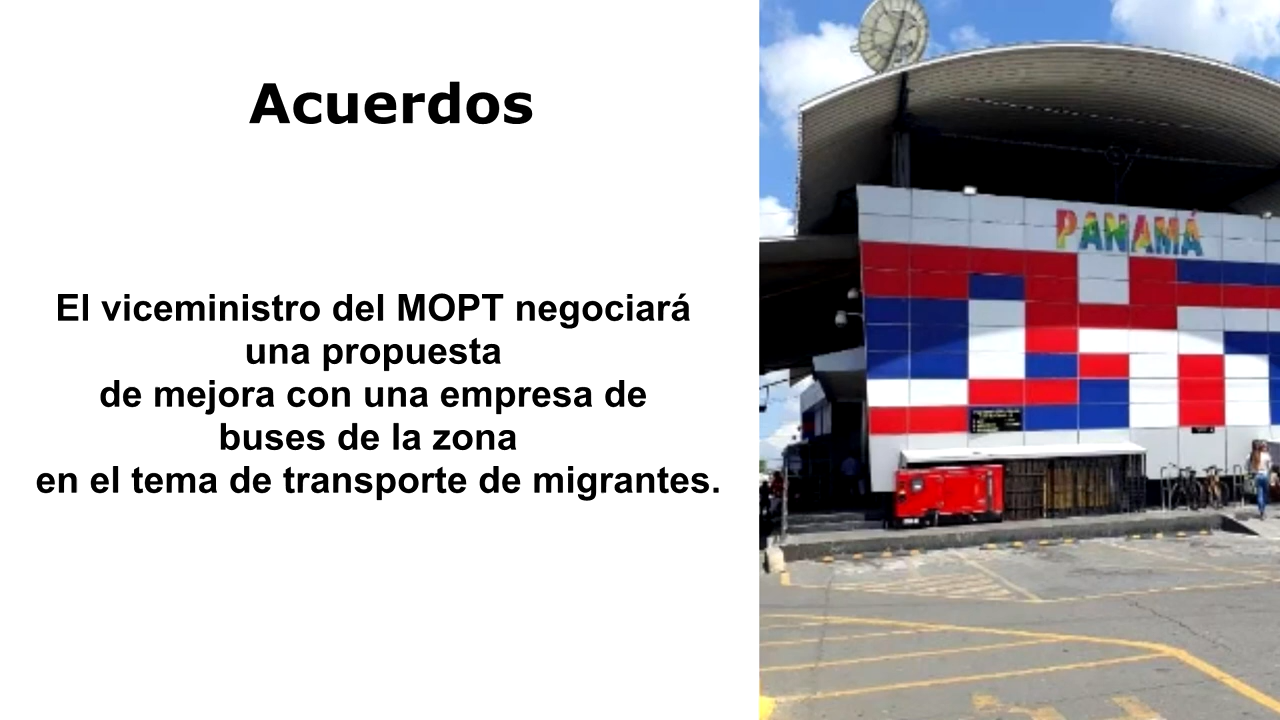 Acuerdos
El viceministro del MOPT negociará
una propuesta
de mejora con una empresa de
buses de la zona
en el tema de transporte de migrantes.
PANAMÁ